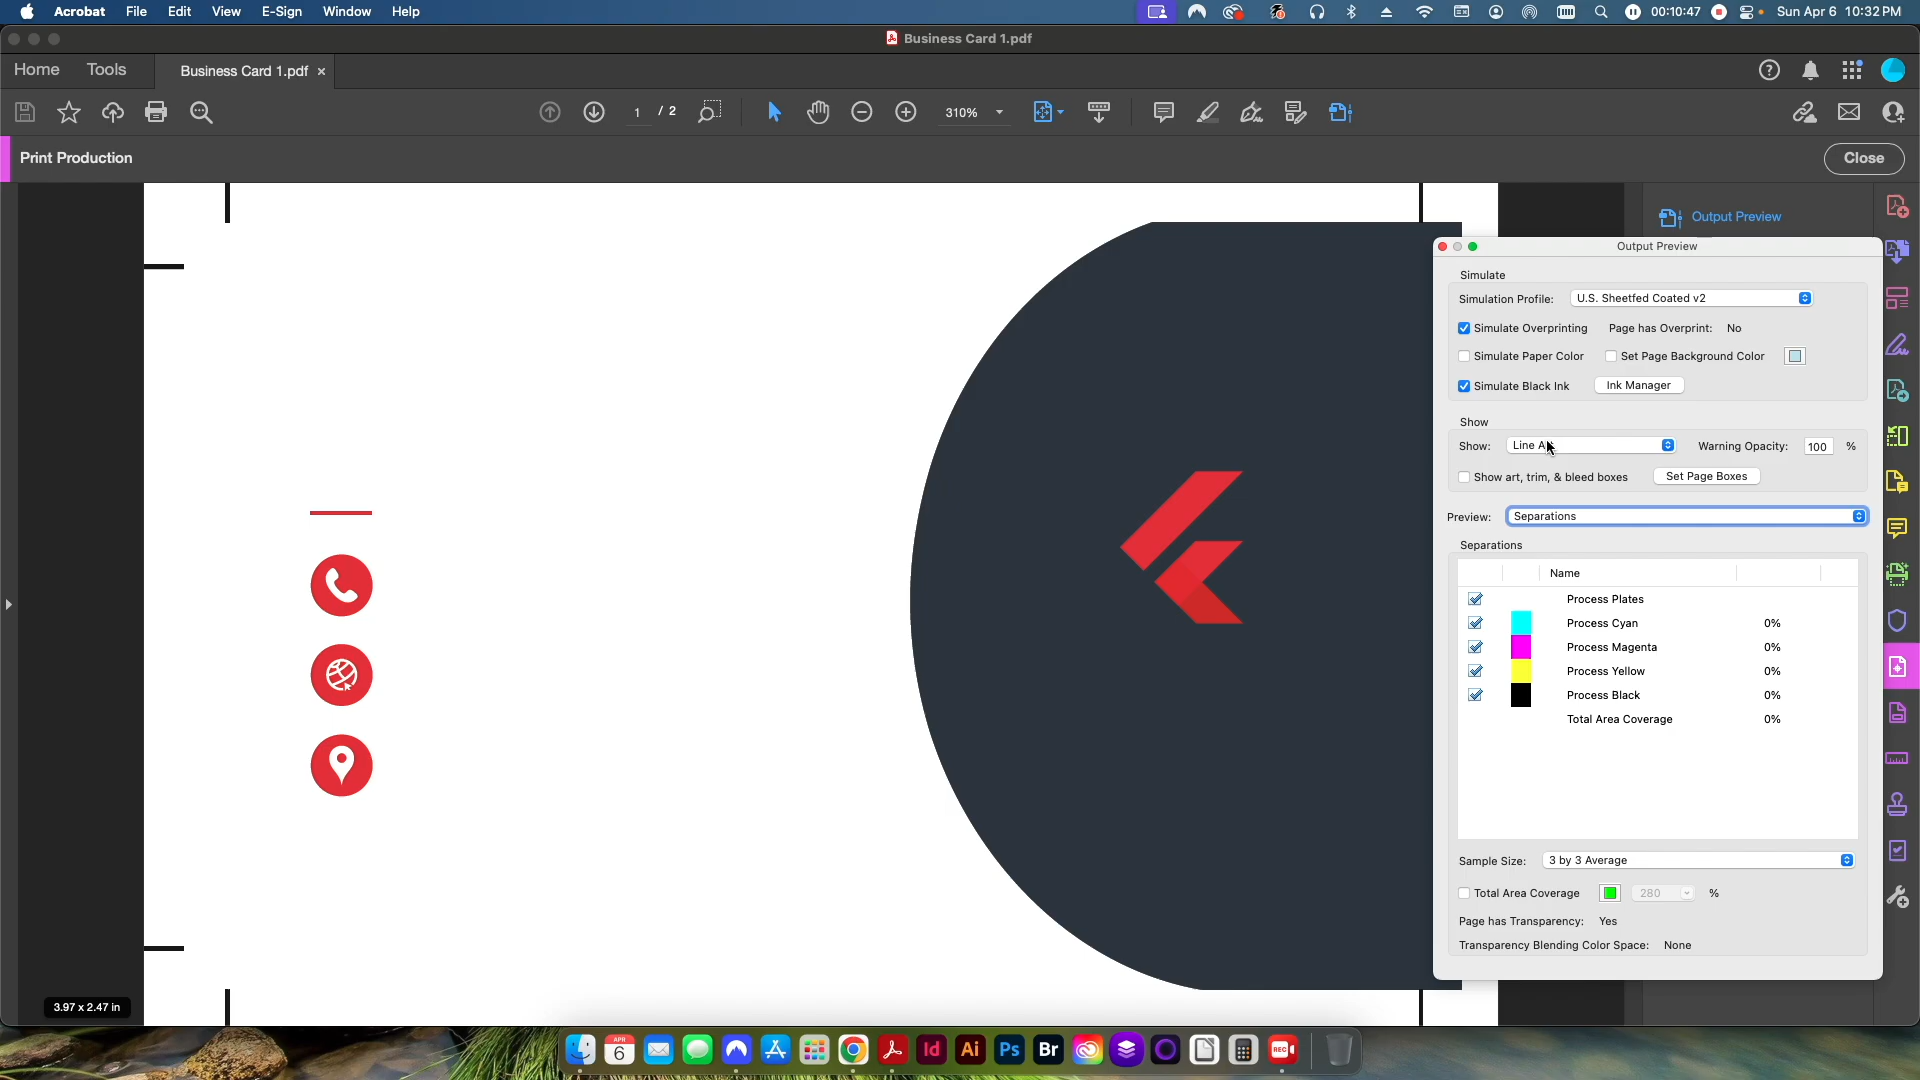 Acrobat File Edit View E-Sign Window Help 00:10:47 Sun Apr 6 10:32 PM
Business Card 1.pdf
Home Tools Business Card 1.pdf ×
1 / 2 310%
Print Production Close
Output Preview
Output Preview
Simulate
Simulation Profile: U.S. Sheetfed Coated v2
Simulate Overprinting Page has Overprint: No
Simulate Paper Color Set Page Background Color
Simulate Black Ink Ink Manager
Show
Show: Line Warning Opacity: 100 %
Show art, trim, & bleed boxes Set Page Boxes
Preview: Separations
Separations
Name
Process Plates
Process Cyan 0%
Process Magenta 0%
Process Yellow 0%
Process Black 0%
Total Area Coverage 0%
Sample Size: 3 by 3 Average
Total Area Coverage 280 %
Page has Transparency: Yes
Transparency Blending Color Space: None
3.97 x 2.47 in
APR
6
Id Ai Ps Br REC